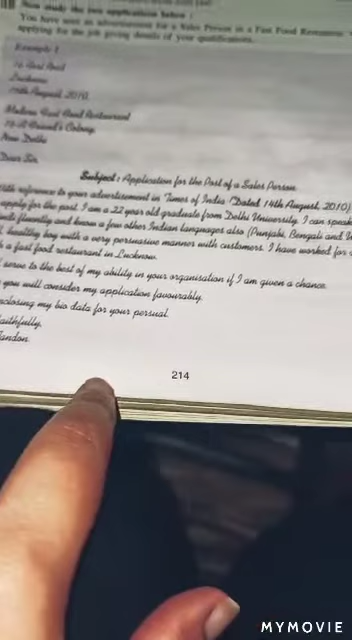 Now study the two applications below :
You have seen an advertisement for a Sales Person in a Fast Food Restaurant.
applying for the job giving details of your qualifications.
Example 1
Lucknow
August, 2010
Modern Fast Food Restaurant
Colony,
New Delhi
Dear Sir,
Subject : Application for the Post of a Sales Person
reference to your advertisement in 'Times of India' (Dated 14th August, 2010)
apply for the post. I am a 22 year old graduate from Delhi University. I can speak
fluently and know a few other Indian languages also (Punjabi, Bengali and
healthy boy with a very persuasive manner with customers. I have worked for
a fast food restaurant in Lucknow.
serve to the best of my ability in your organisation if I am given a chance.
you will consider my application favourably.
closing my bio data for your perusal.
faithfully,
andon.
214
MYMOVIE